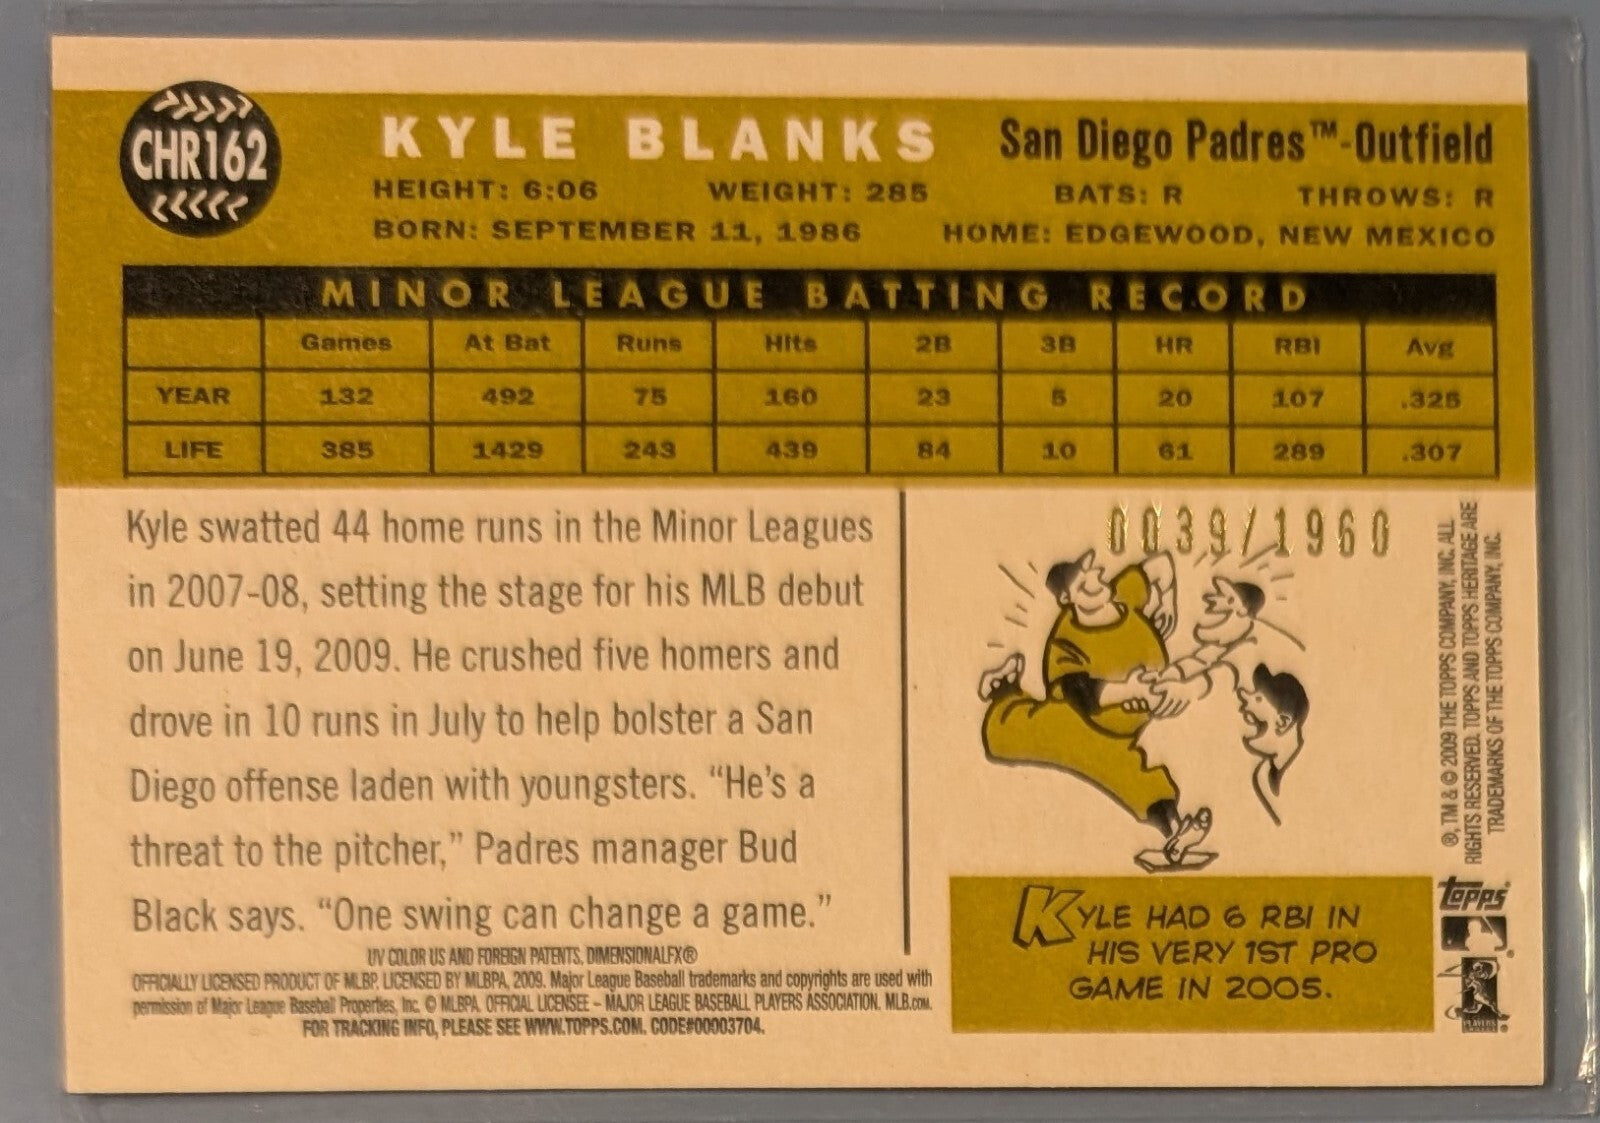 CHR162
KYLE BLANKS
San Diego Padres™-Outfield
HEIGHT: 6:06 WEIGHT: 285 BATS: R THROWS: R
BORN: SEPTEMBER 11, 1986 HOME: EDGEWOOD, NEW MEXICO
MINOR LEAGUE BATTING RECORD
Games At Bat Runs Hits 2B 3B HR RBI Avg
YEAR 132 492 75 160 23 5 20 107 .325
LIFE 385 1429 243 439 84 10 61 289 .307
Kyle swatted 44 home runs in the Minor Leagues
in 2007-08, setting the stage for his MLB debut
on June 19, 2009. He crushed five homers and
drove in 10 runs in July to help bolster a San
Diego offense laden with youngsters. “He’s a
threat to the pitcher,” Padres manager Bud
Black says. “One swing can change a game.”
UV COLOR US AND FOREIGN PATENTS, DIMENSIONALFX®
OFFICIALLY LICENSED PRODUCT OF MLBP. LICENSED BY MLBPA, 2009. Major League Baseball trademarks and copyrights are used with
permission of Major League Baseball Properties, Inc. © MLBPA. OFFICIAL LICENSEE – MAJOR LEAGUE BASEBALL PLAYERS ASSOCIATION. MLB.com.
FOR TRACKING INFO, PLEASE SEE WWW.TOPPS.COM. CODE#00003704.
0039/1960
KYLE HAD 6 RBI IN
HIS VERY 1ST PRO
GAME IN 2005.
®, TM & © 2009 THE TOPPS COMPANY, INC. ALL
RIGHTS RESERVED. TOPPS AND TOPPS HERITAGE ARE
TRADEMARKS OF THE TOPPS COMPANY, INC.
TOPPS
PLAYERS